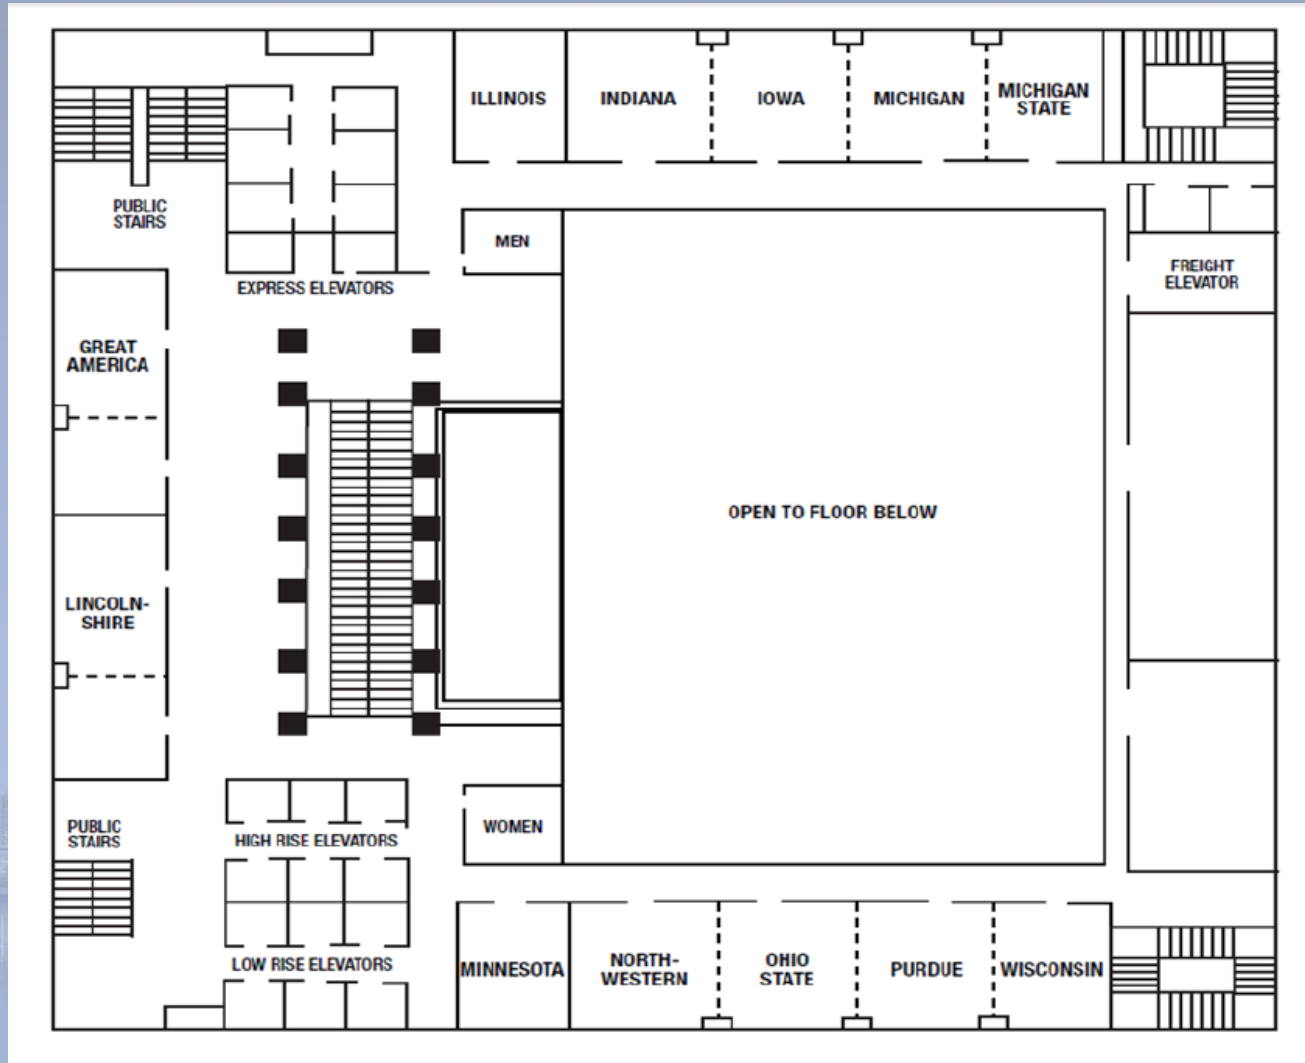 ILLINOIS
INDIANA
IOWA
MICHIGAN
MICHIGAN
STATE
PUBLIC
STAIRS
MEN
EXPRESS ELEVATORS
FREIGHT
ELEVATOR
GREAT
AMERICA
OPEN TO FLOOR BELOW
LINCOLN-
SHIRE
PUBLIC
STAIRS
HIGH RISE ELEVATORS
WOMEN
LOW RISE ELEVATORS
MINNESOTA
NORTH-
WESTERN
OHIO
STATE
PURDUE
WISCONSIN